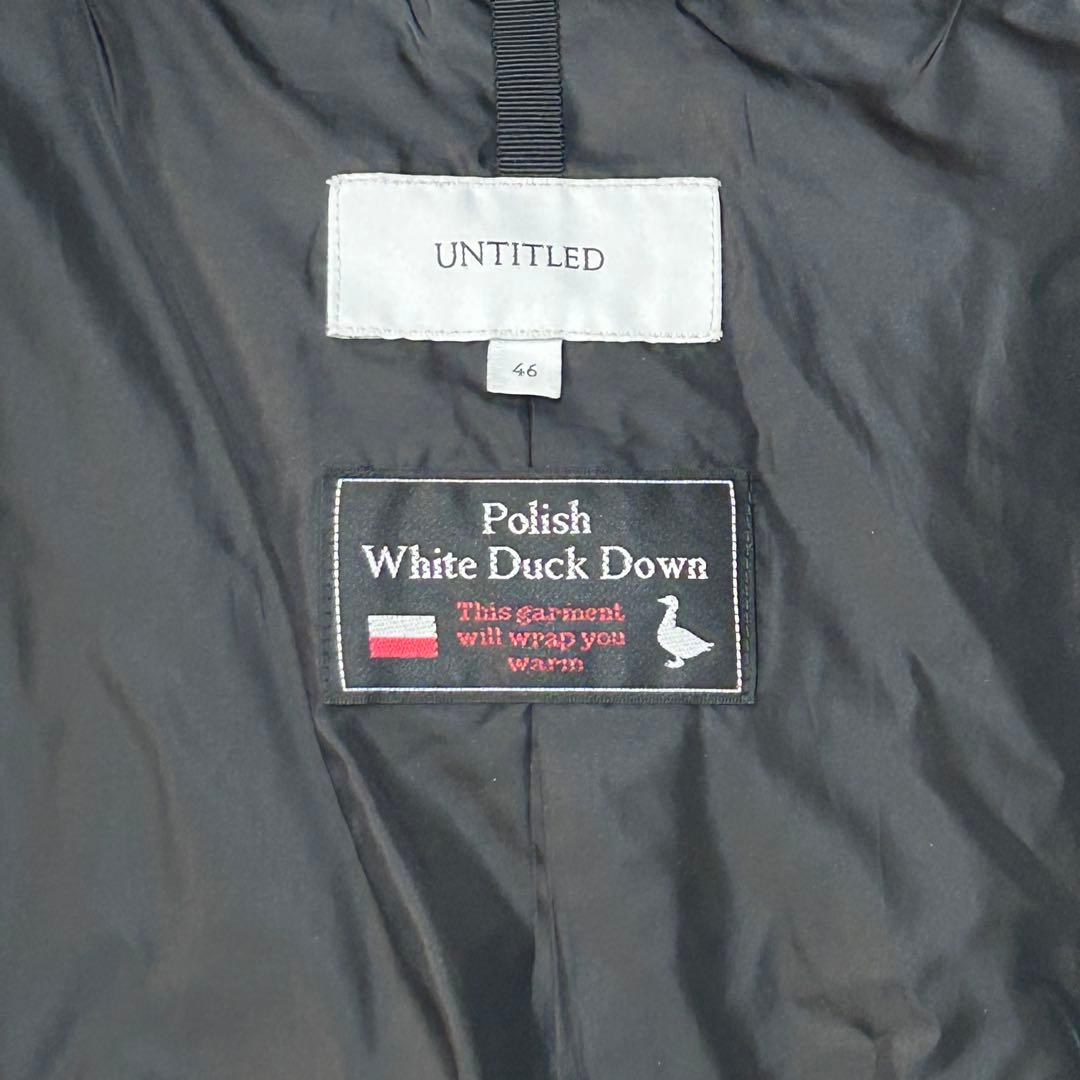 UNTITLED
46
Polish
White Duck Down
This garment
will wrap you
warm